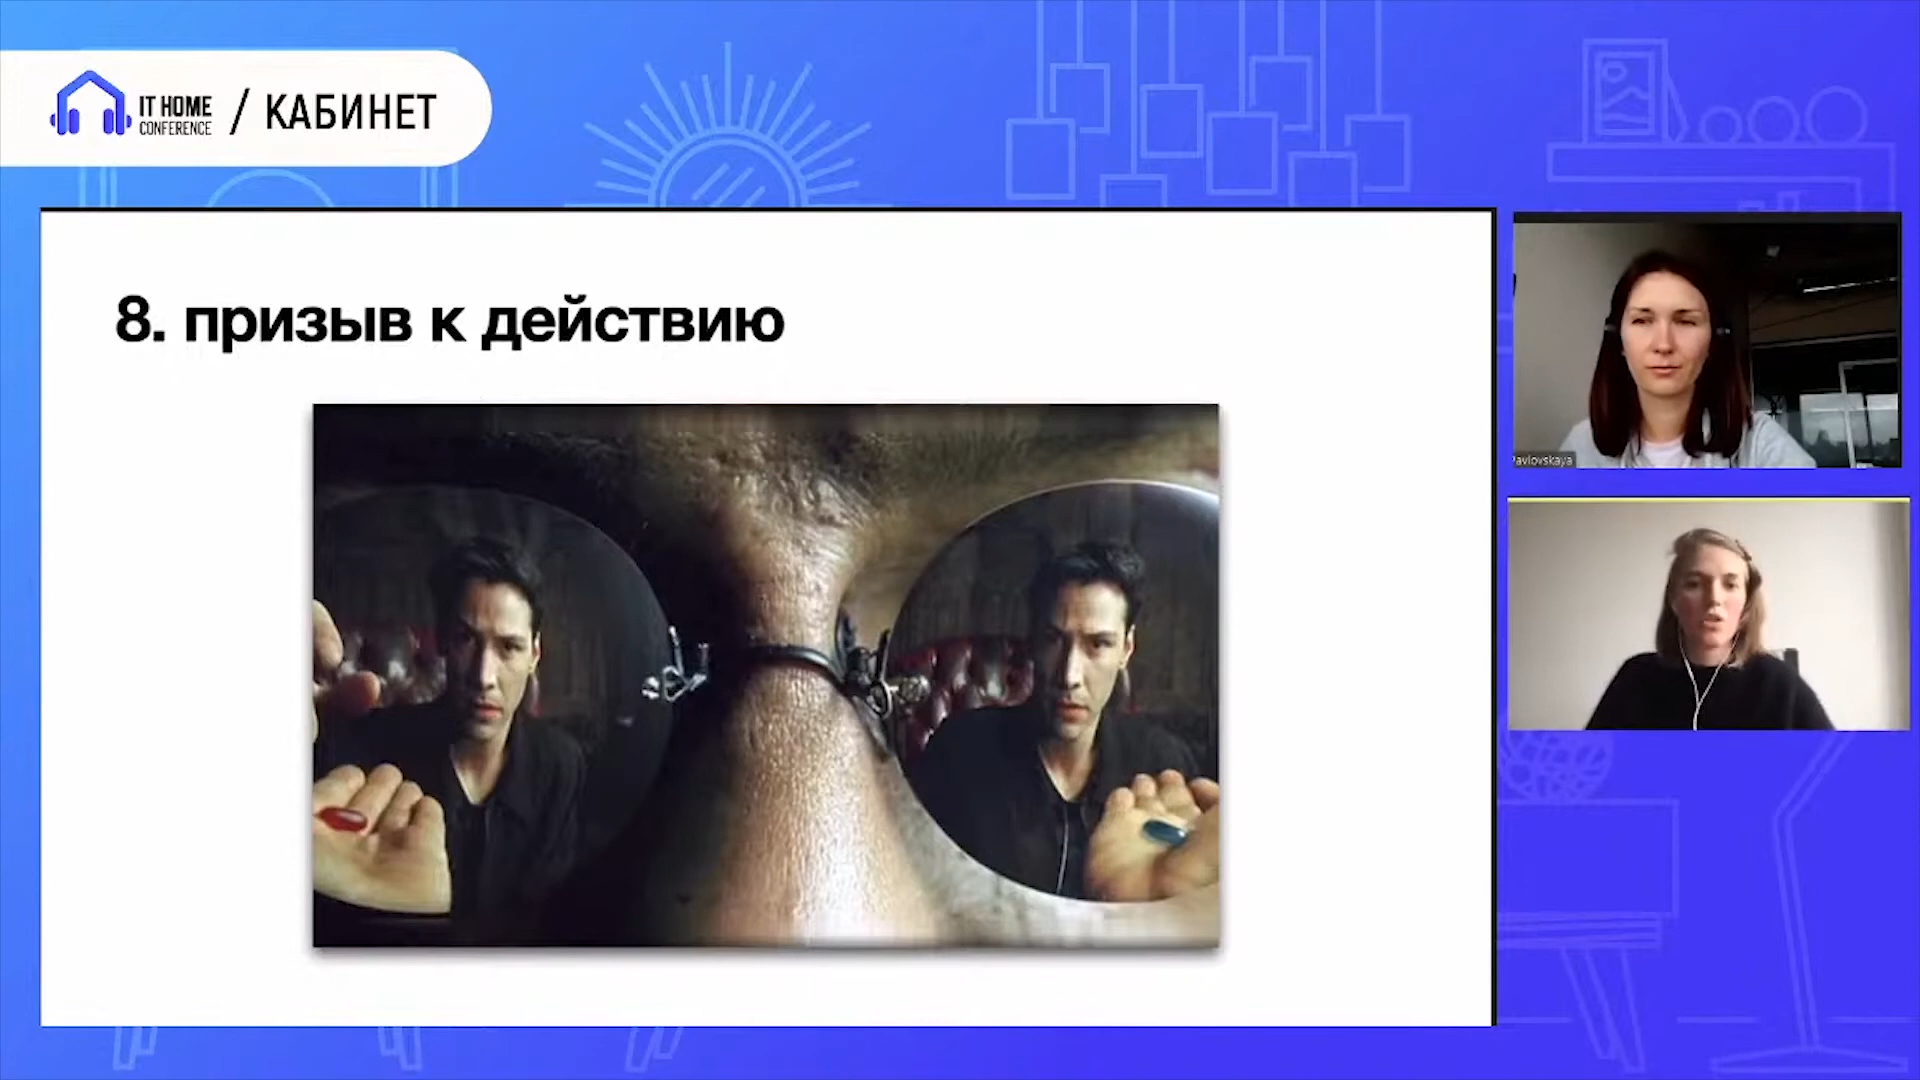 IT HOME
CONFERENCE
/ КАБИНЕТ
8. призыв к действию
Pavlovskaya